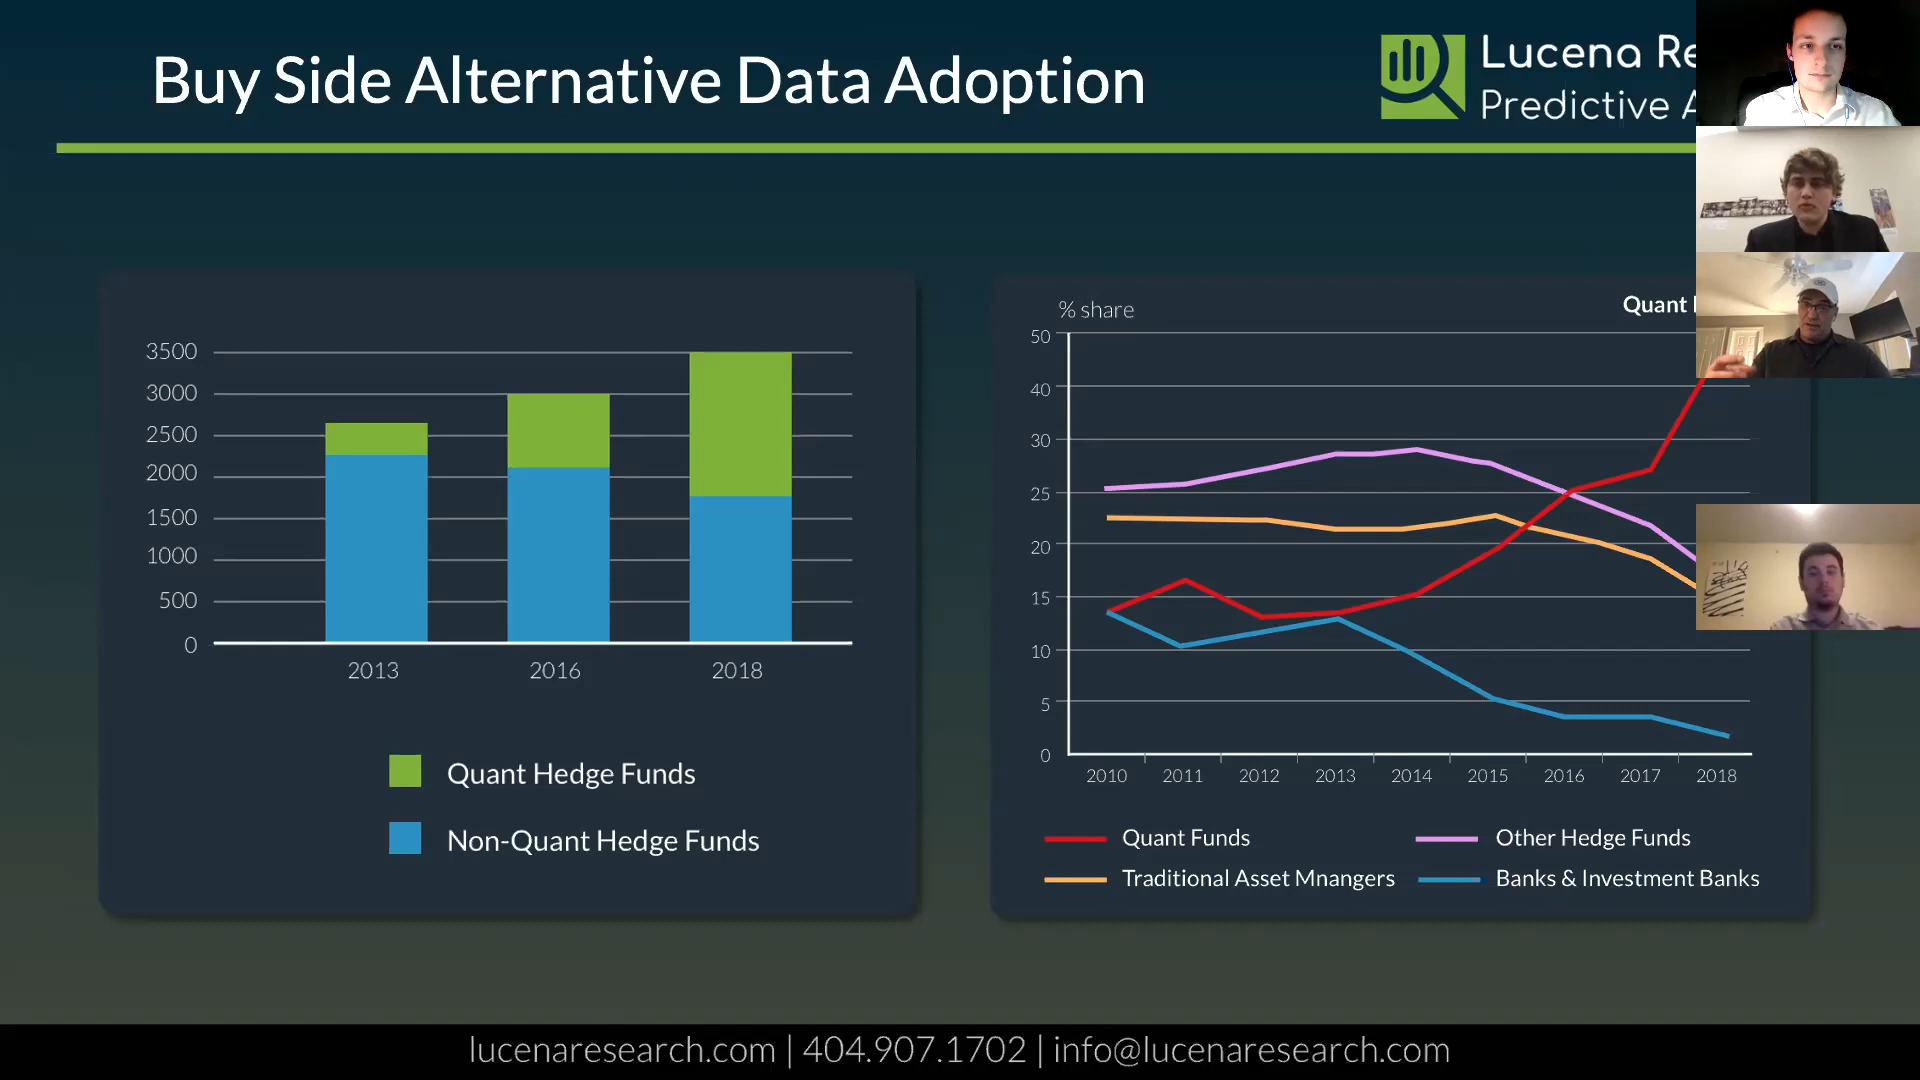 Buy Side Alternative Data Adoption
Lucena
Predictive
3500
3000
2500
2000
1500
1000
500
0
2013 2016 2018
Quant Hedge Funds
Non-Quant Hedge Funds
% share
Quant
50
40
30
25
20
15
10
5
0
2010 2011 2012 2013 2014 2015 2016 2017 2018
Quant Funds Other Hedge Funds
Traditional Asset Mnangers Banks & Investment Banks
lucenaresearch.com | 404.907.1702 | info@lucenaresearch.com